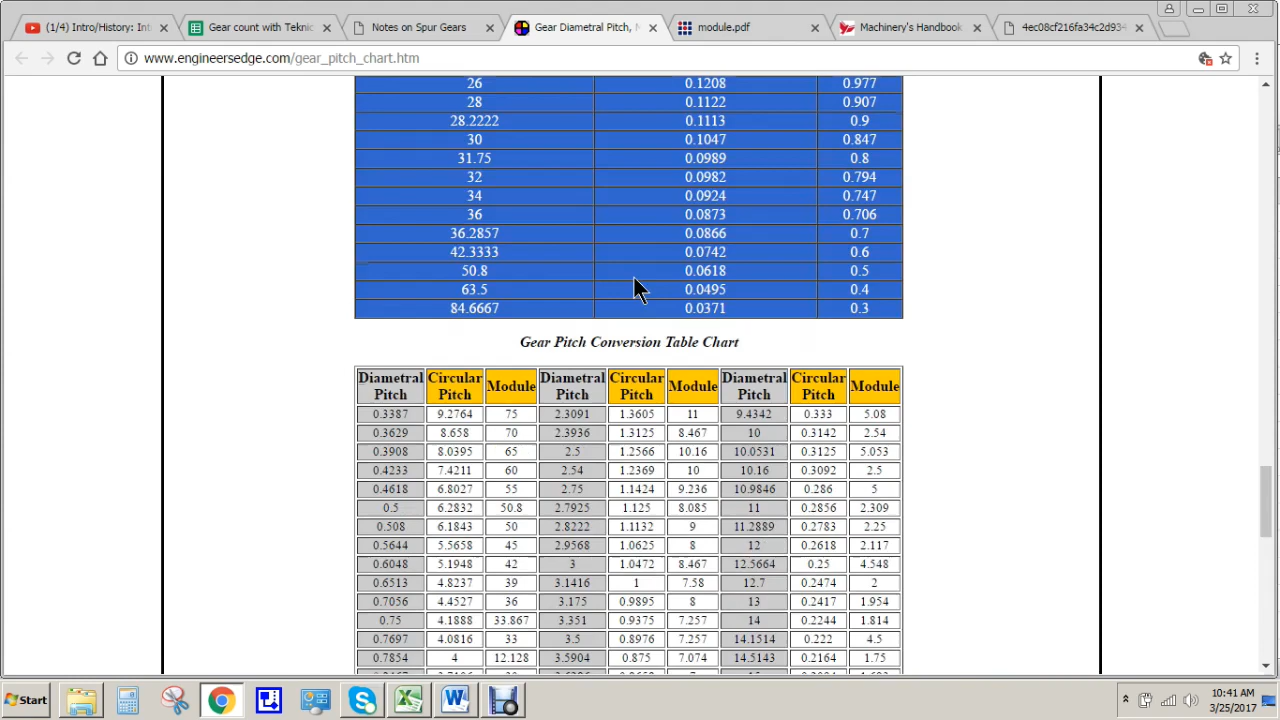 (1/4) Intro/History: Int
Gear count with Teknic
Notes on Spur Gears
Gear Diametral Pitch, M
module.pdf
Machinery's Handbook
4ec08cf216fa34c2d934
www.engineersedge.com/gear_pitch_chart.htm
26 0.1208 0.977
28 0.1122 0.907
28.2222 0.1113 0.9
30 0.1047 0.847
31.75 0.0989 0.8
32 0.0982 0.794
34 0.0924 0.747
36 0.0873 0.706
36.2857 0.0866 0.7
42.3333 0.0742 0.6
50.8 0.0618 0.5
63.5 0.0495 0.4
84.6667 0.0371 0.3
Gear Pitch Conversion Table Chart
Diametral Pitch Circular Pitch Module Diametral Pitch Circular Pitch Module Diametral Pitch Circular Pitch Module
0.3387 9.2764 75 2.3091 1.3605 11 9.4342 0.333 5.08
0.3629 8.658 70 2.3936 1.3125 8.467 10 0.3142 2.54
0.3908 8.0395 65 2.5 1.2566 10.16 10.0531 0.3125 5.053
0.4233 7.4211 60 2.54 1.2369 10 10.16 0.3092 2.5
0.4618 6.8027 55 2.75 1.1424 9.236 10.9846 0.286 5
0.5 6.2832 50.8 2.7925 1.125 8.085 11 0.2856 2.309
0.508 6.1843 50 2.8222 1.1132 9 11.2889 0.2783 2.25
0.5644 5.5658 45 2.9568 1.0625 8 12 0.2618 2.117
0.6048 5.1948 42 3 1.0472 8.467 12.5664 0.25 4.548
0.6513 4.8237 39 3.1416 1 7.58 12.7 0.2474 2
0.7056 4.4527 36 3.175 0.9895 8 13 0.2417 1.954
0.75 4.1888 33.867 3.351 0.9375 7.257 14 0.2244 1.814
0.7697 4.0816 33 3.5 0.8976 7.257 14.1514 0.222 4.5
0.7854 4 12.128 3.5904 0.875 7.074 14.5143 0.2164 1.75
Start
10:41 AM
3/25/2017